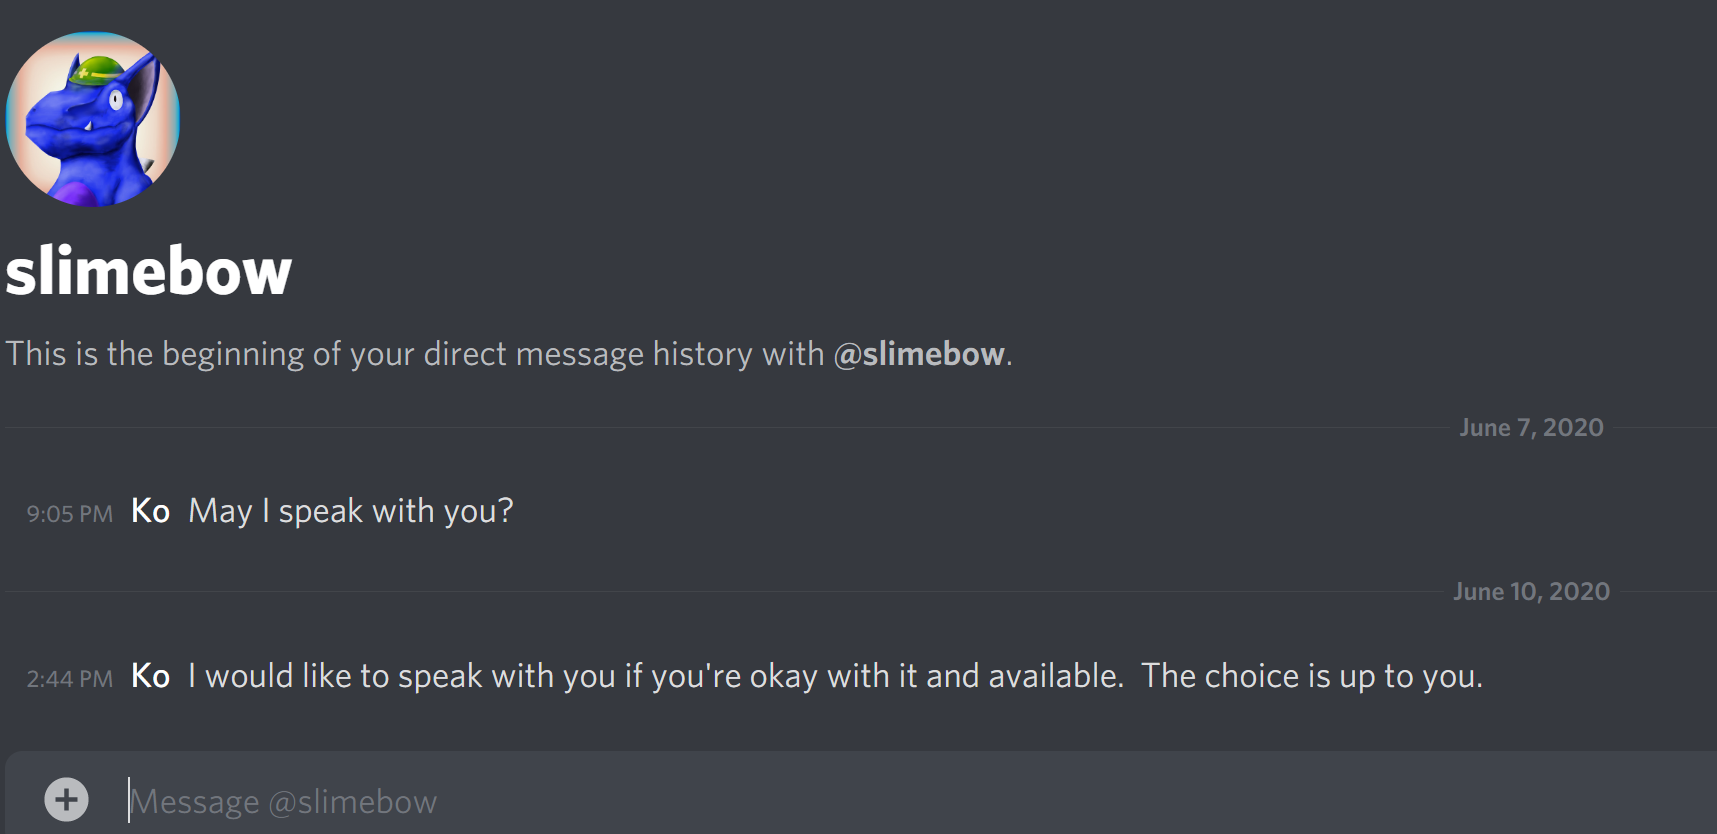 slimebow
This is the beginning of your direct message history with @slimebow.
June 7, 2020
9:05 PM Ko May I speak with you?
June 10, 2020
2:44 PM Ko I would like to speak with you if you're okay with it and available.  The choice is up to you.
Message @slimebow